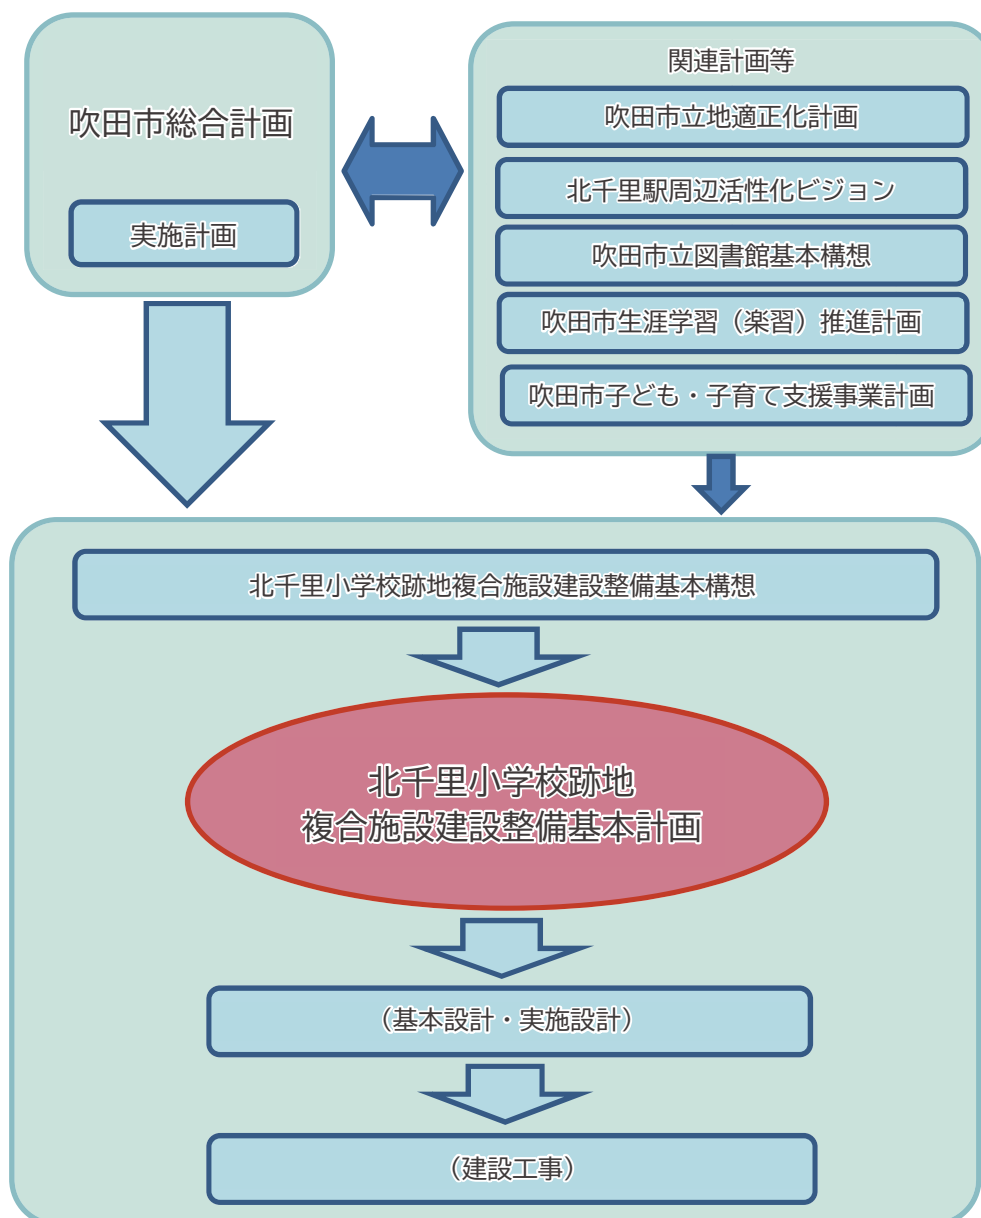 吹田市総合計画
実施計画
関連計画等
吹田市立地適正化計画
北千里駅周辺活性化ビジョン
吹田市立図書館基本構想
吹田市生涯学習（楽習）推進計画
吹田市子ども・子育て支援事業計画
北千里小学校跡地複合施設建設整備基本構想
北千里小学校跡地
複合施設建設整備基本計画
（基本設計・実施設計）
（建設工事）